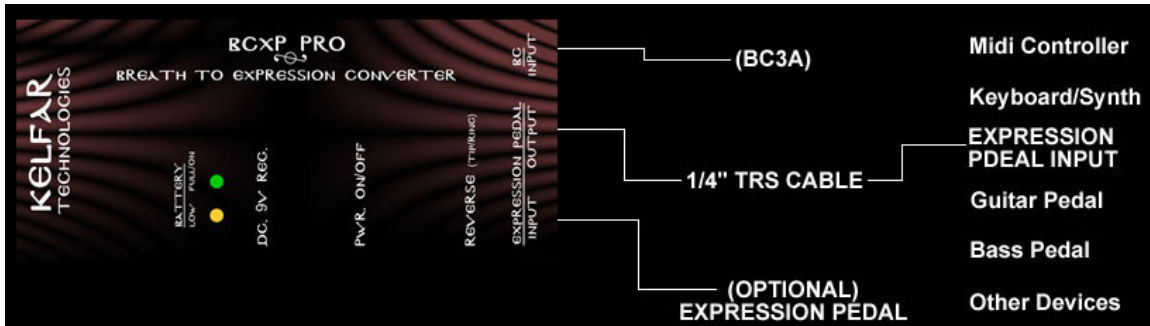 KELFAR
TECHNOLOGIES
BCXP PRO
BREATH TO EXPRESSION CONVERTER
BATTERY
LOW FULL/ON
DC. 9V REG.
PWR. ON/OFF
REVERSE (TIP/RING)
EXPRESSION PEDAL
INPUT OUTPUT
BC
INPUT
(BC3A)
1/4" TRS CABLE
(OPTIONAL)
EXPRESSION PEDAL
Midi Controller
Keyboard/Synth
EXPRESSION
PDEAL INPUT
Guitar Pedal
Bass Pedal
Other Devices